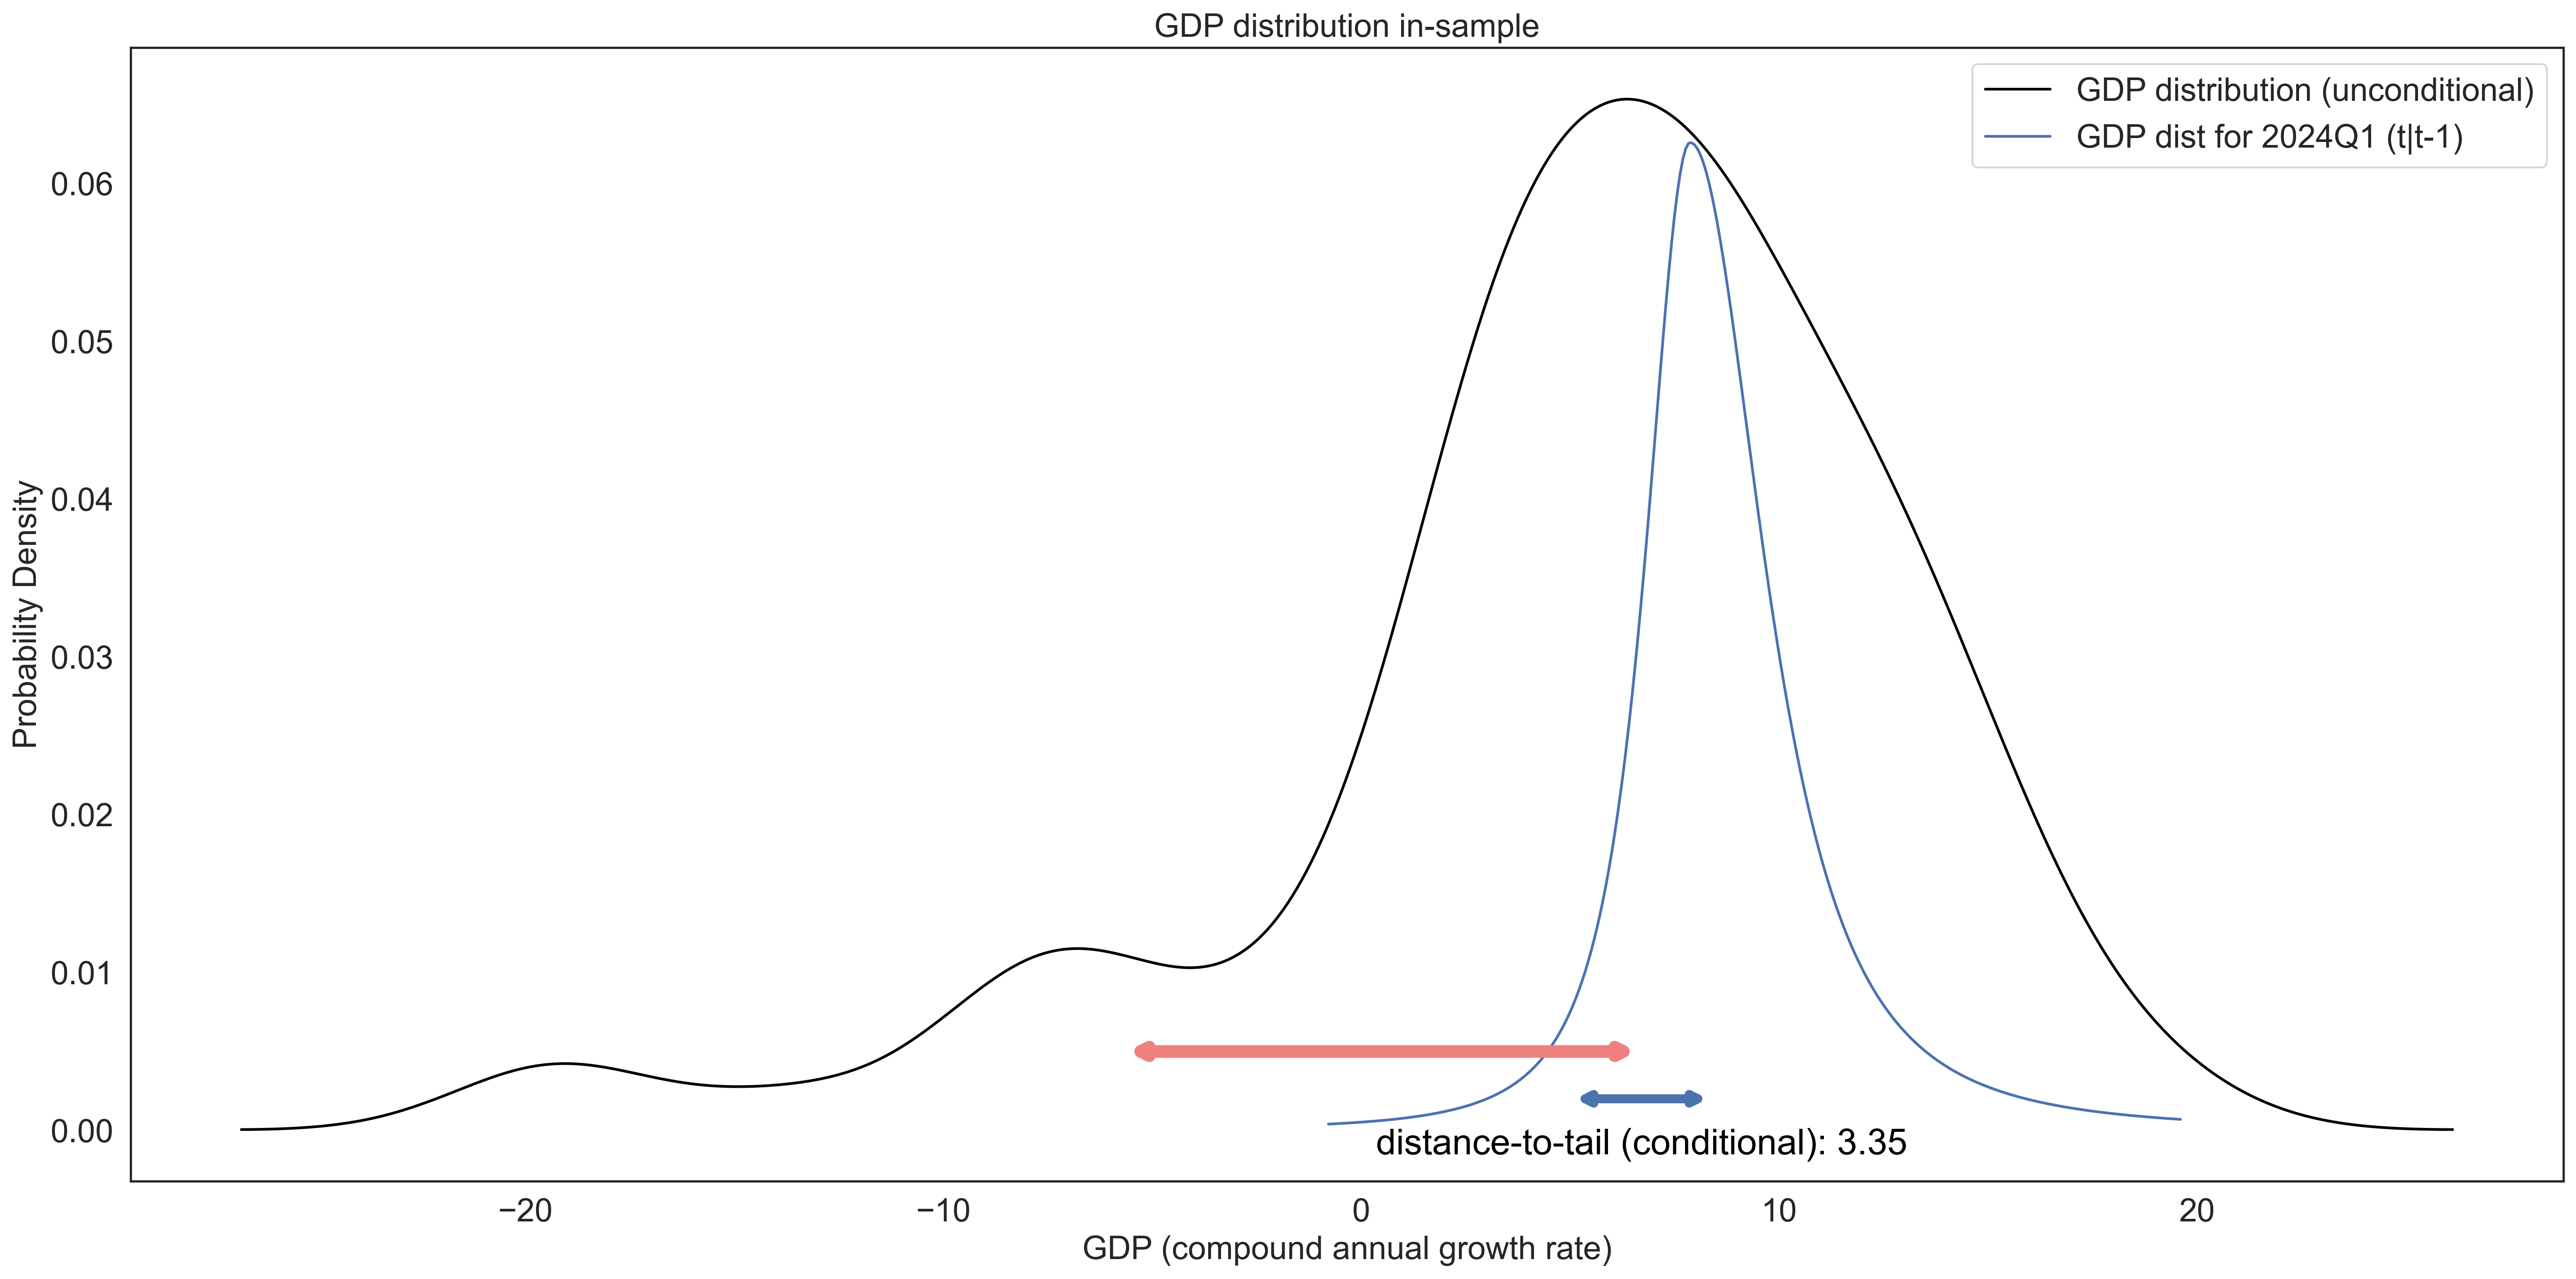 GDP distribution in-sample
GDP distribution (unconditional)
GDP dist for 2024Q1 (t|t-1)
Probability Density
0.06
0.05
0.04
0.03
0.02
0.01
0.00
distance-to-tail (conditional): 3.35
−20 −10 0 10 20
GDP (compound annual growth rate)